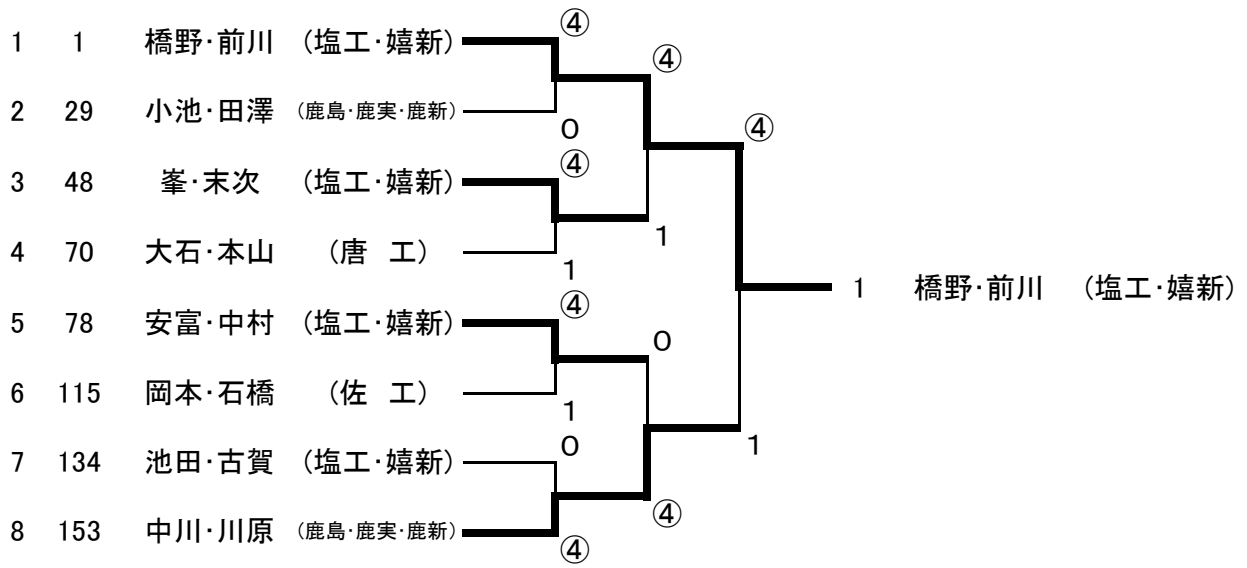 ④
1 1 橋野・前川 (塩工・嬉新)
④
2 29 小池・田澤 (鹿島・鹿実・鹿新)
0
④
④
3 48 峯・末次 (塩工・嬉新)
1
4 70 大石・本山 (唐 工)
1
1 橋野・前川 (塩工・嬉新)
④
5 78 安富・中村 (塩工・嬉新)
0
6 115 岡本・石橋 (佐 工)
1
0
1
7 134 池田・古賀 (塩工・嬉新)
④
8 153 中川・川原 (鹿島・鹿実・鹿新)
④